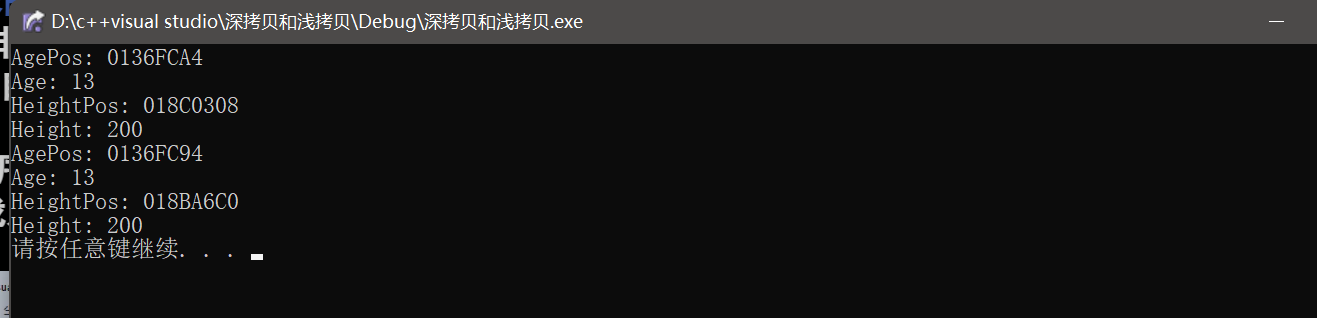 D:\c++visual studio\深拷贝和浅拷贝\Debug\深拷贝和浅拷贝.exe
AgePos: 0136FCA4
Age: 13
HeightPos: 018C0308
Height: 200
AgePos: 0136FC94
Age: 13
HeightPos: 018BA6C0
Height: 200
请按任意键继续. . .